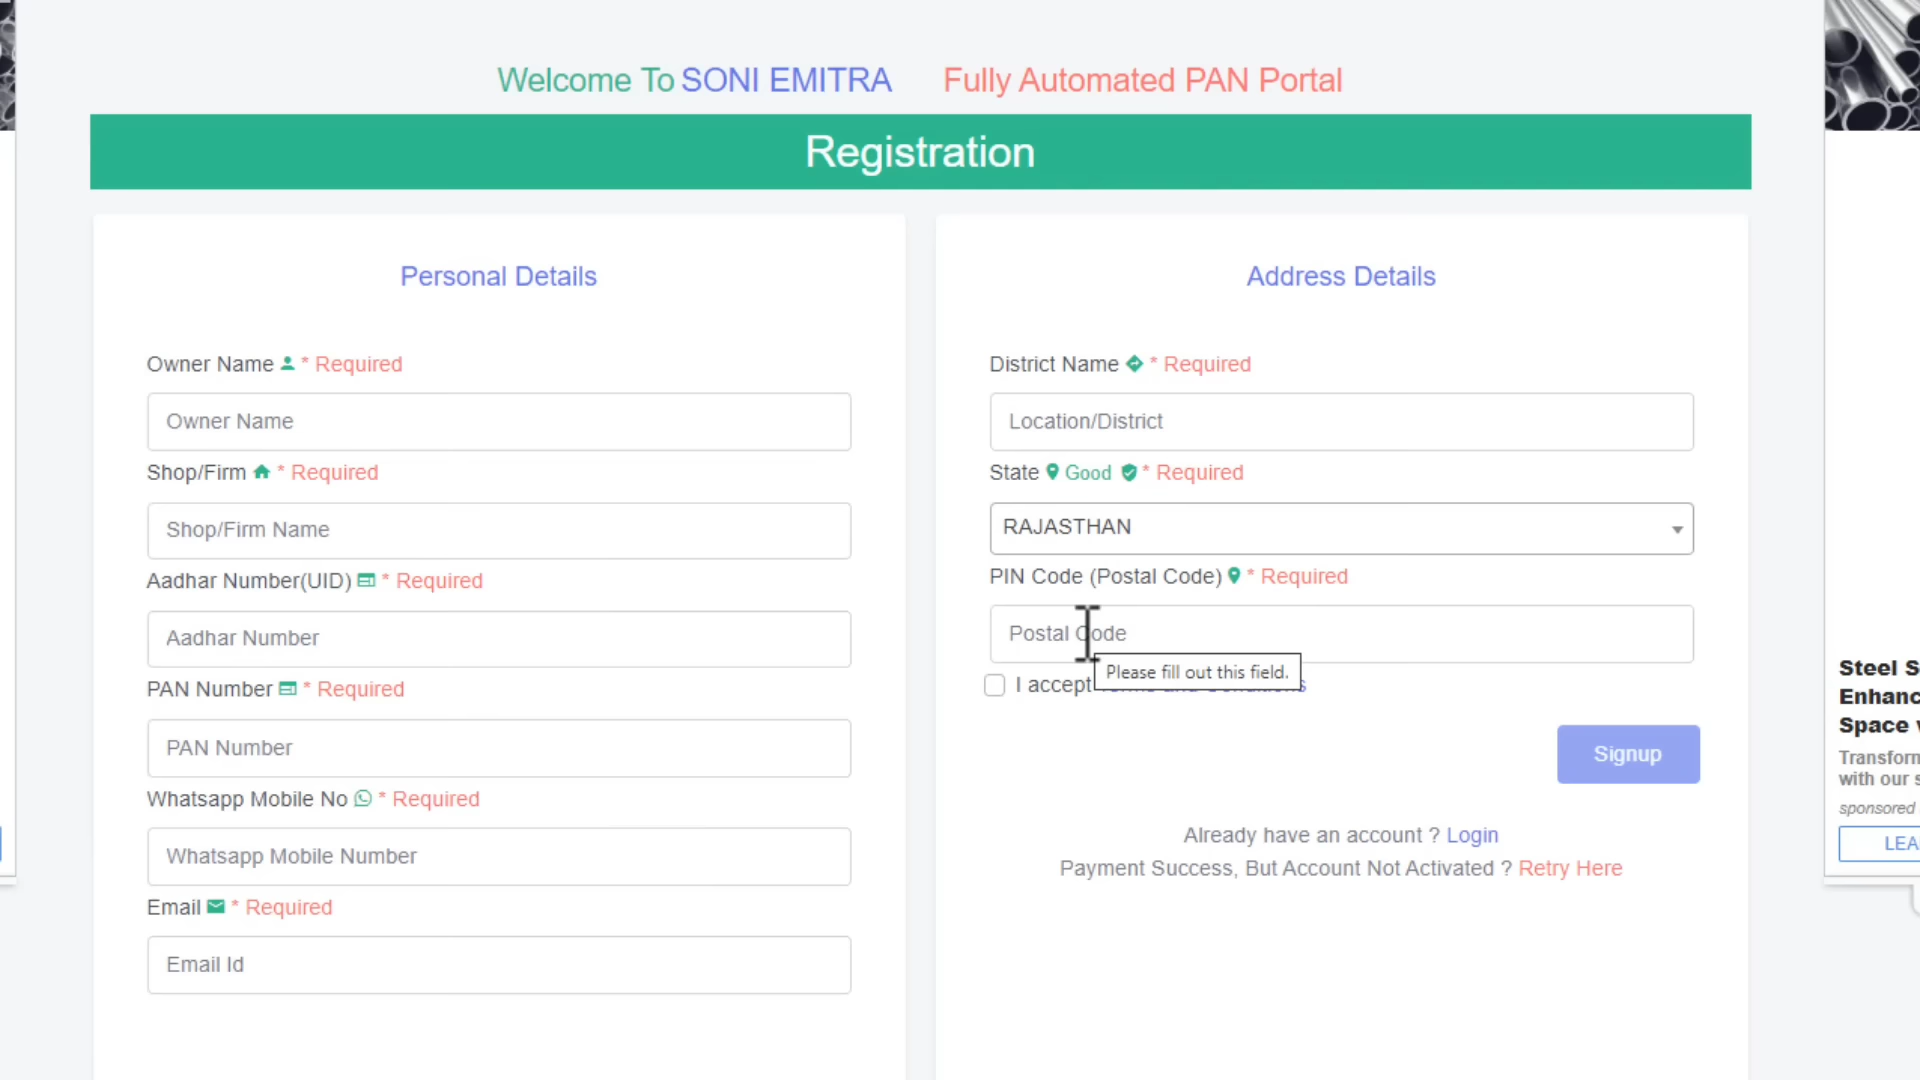 Welcome To SONI EMITRA Fully Automated PAN Portal
Registration
Personal Details
Owner Name * Required
Owner Name
Shop/Firm * Required
Shop/Firm Name
Aadhar Number(UID) * Required
Aadhar Number
PAN Number * Required
PAN Number
Whatsapp Mobile No * Required
Whatsapp Mobile Number
Email * Required
Email Id
Address Details
District Name * Required
Location/District
State Good * Required
RAJASTHAN
PIN Code (Postal Code) * Required
Postal Code
Please fill out this field.
I accept
Signup
Already have an account ? Login
Payment Success, But Account Not Activated ? Retry Here
Steel S
Enhanc
Space
Transform
with our s
sponsored
LEA